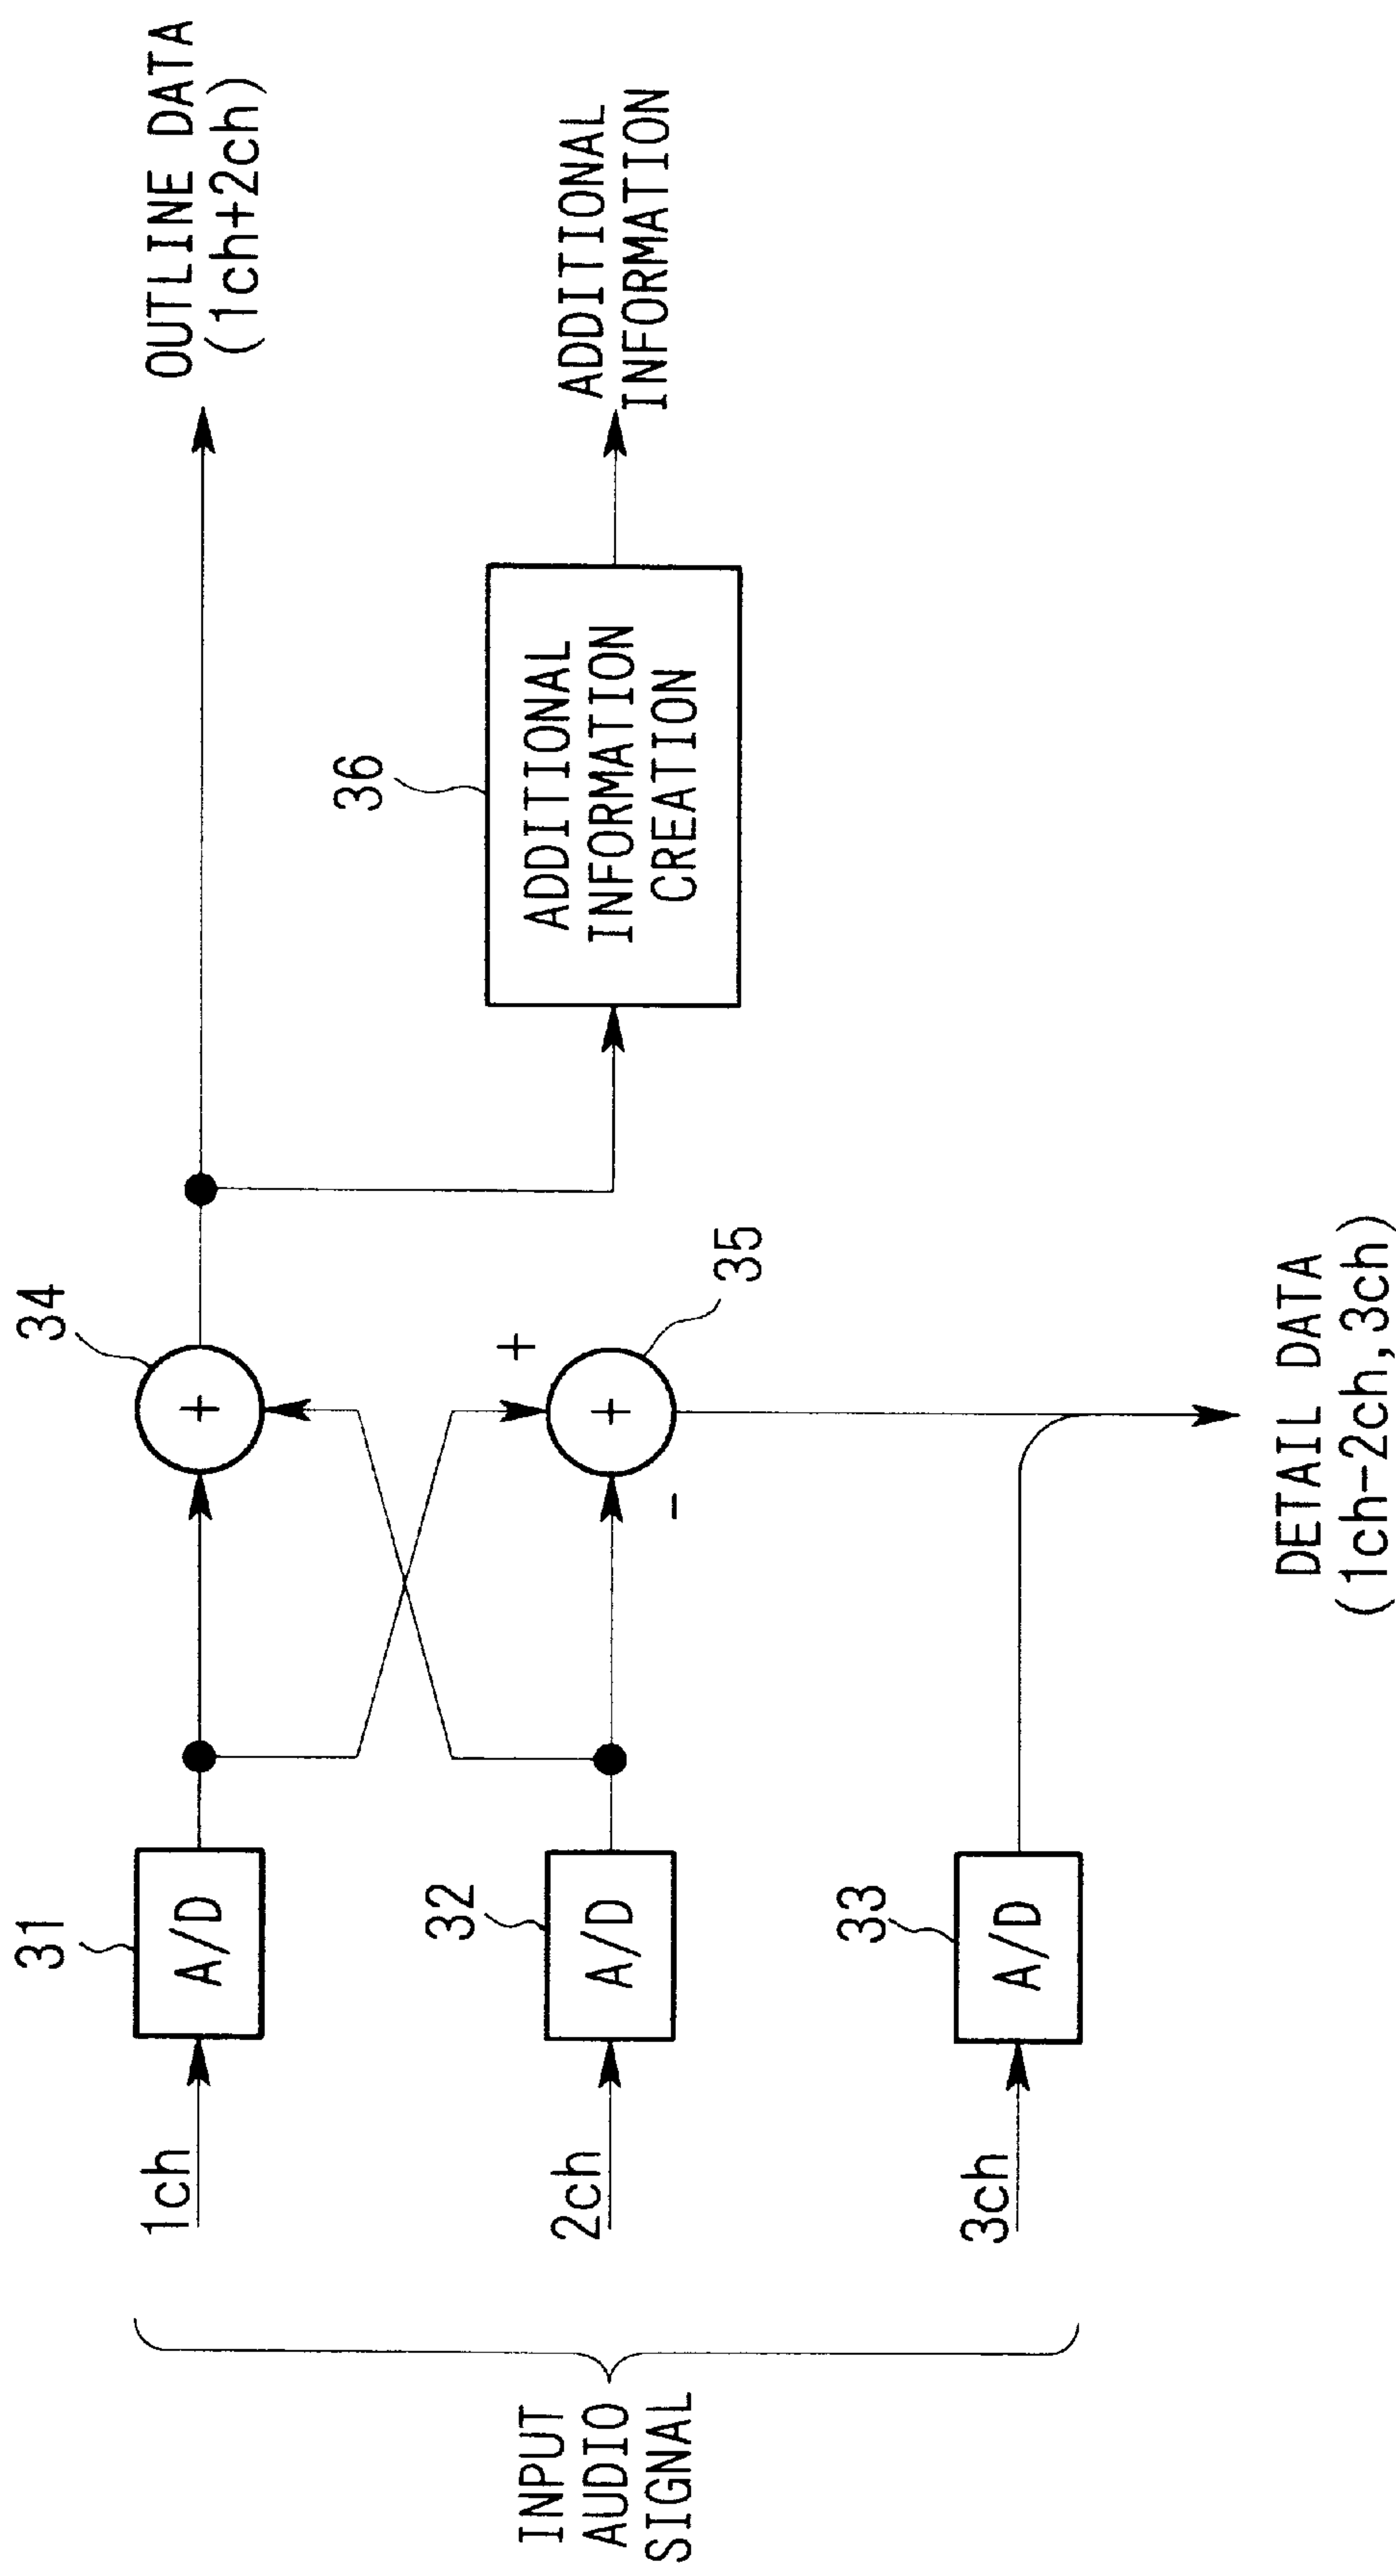 INPUT
AUDIO
SIGNAL
1ch
2ch
3ch
31
A/D
32
A/D
33
A/D
34
+
+
-
+
35
36
ADDITIONAL
INFORMATION
CREATION
OUTLINE DATA
(1ch+2ch)
ADDITIONAL
INFORMATION
DETAIL DATA
(1ch-2ch,3ch)